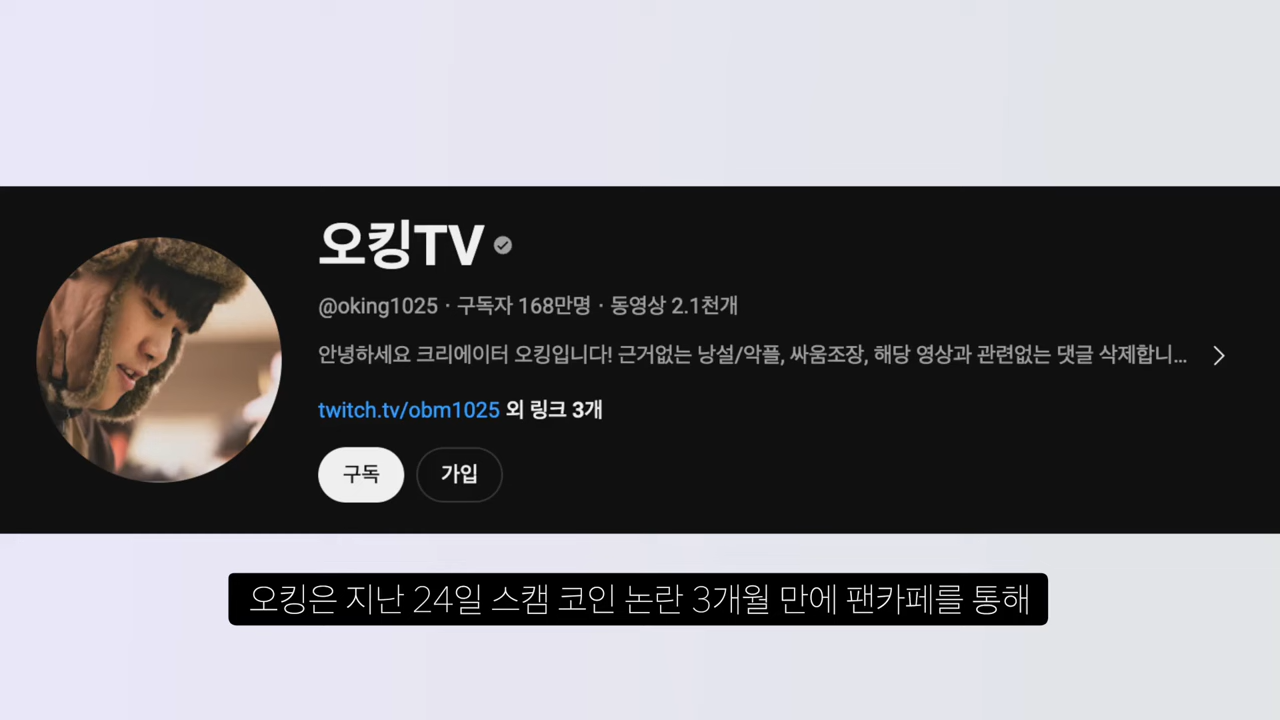 오킹TV
@oking1025 · 구독자 168만명 · 동영상 2.1천개
안녕하세요 크리에이터 오킹입니다! 근거없는 낭설/악플, 싸움조장, 해당 영상과 관련없는 댓글 삭제합니...
twitch.tv/obm1025 외 링크 3개
구독 가입
오킹은 지난 24일 스캠 코인 논란 3개월 만에 팬카페를 통해